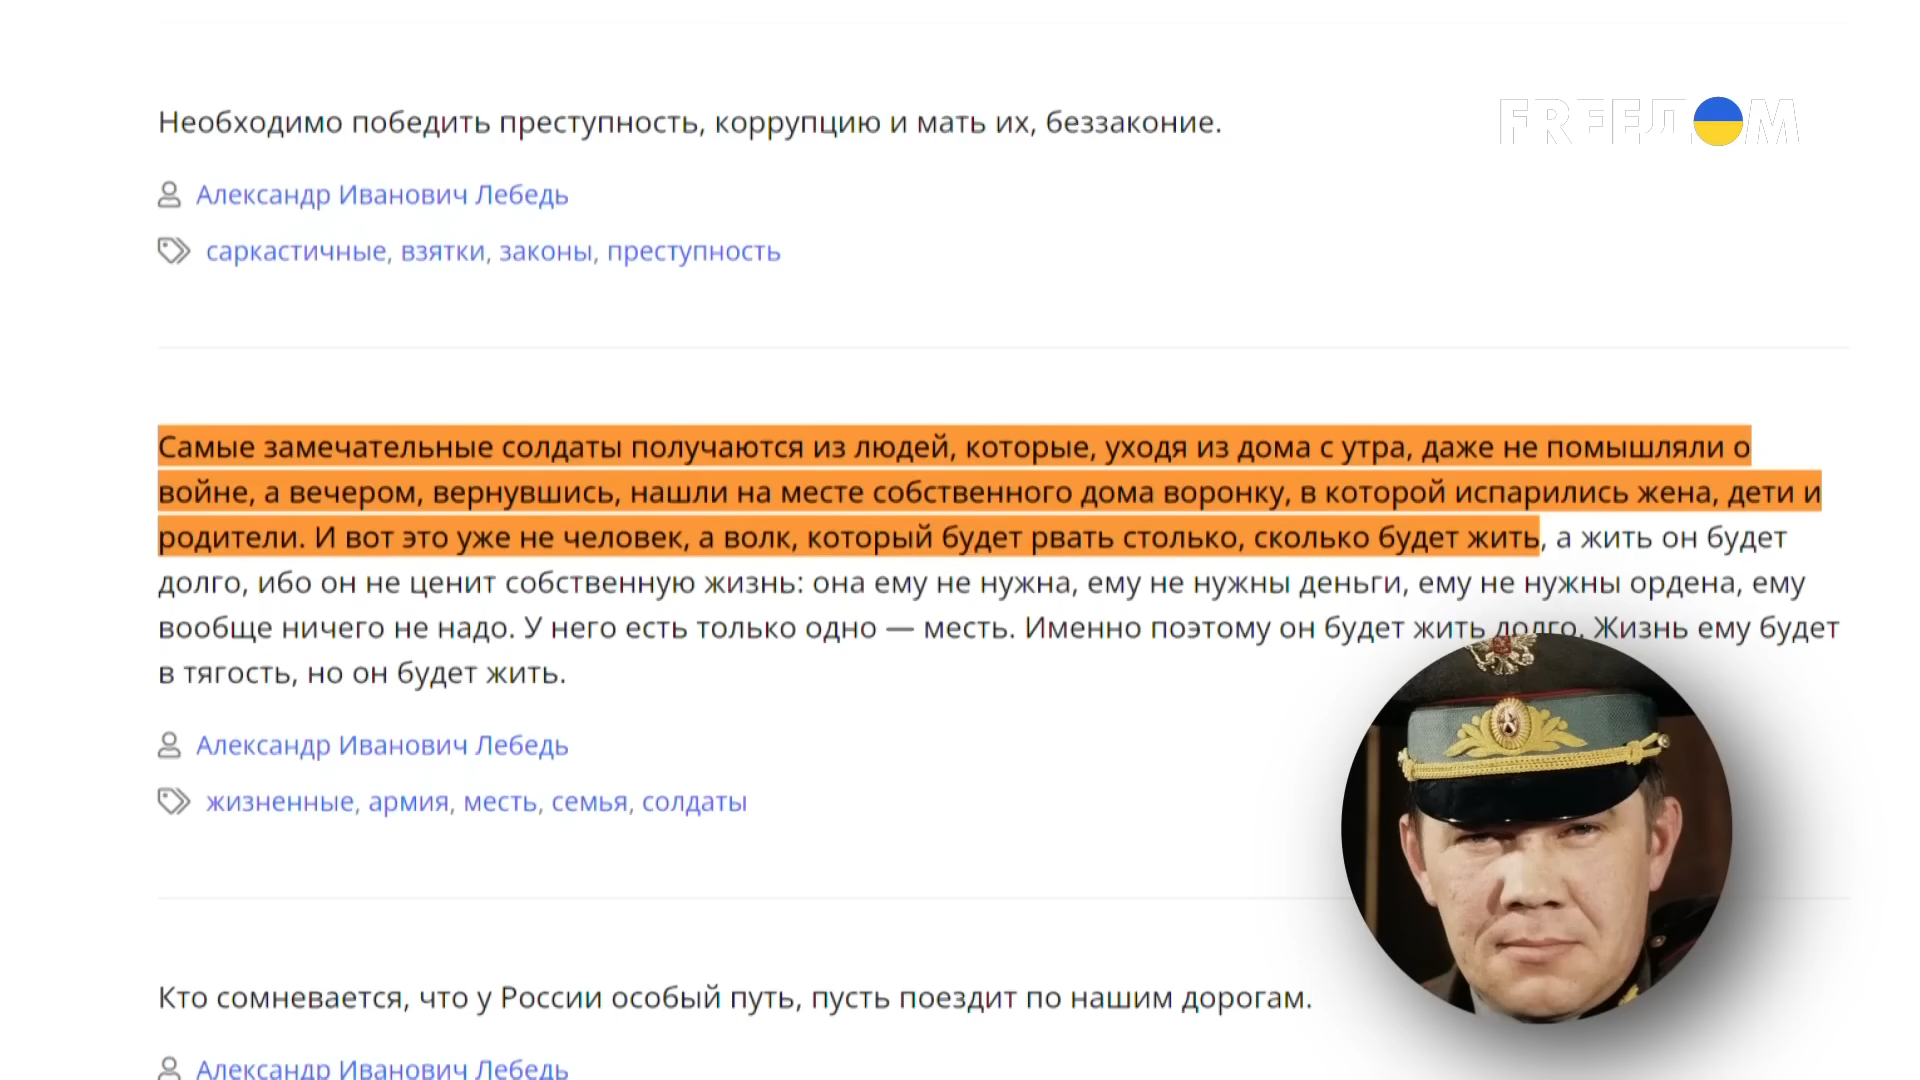 FREEДOM
Необходимо победить преступность, коррупцию и мать их, беззаконие.
Александр Иванович Лебедь
саркастичные, взятки, законы, преступность
Самые замечательные солдаты получаются из людей, которые, уходя из дома с утра, даже не помышляли о
войне, а вечером, вернувшись, нашли на месте собственного дома воронку, в которой испарились жена, дети и
родители. И вот это уже не человек, а волк, который будет рвать столько, сколько будет жить, а жить он будет
долго, ибо он не ценит собственную жизнь: она ему не нужна, ему не нужны деньги, ему не нужны ордена, ему
вообще ничего не надо. У него есть только одно — месть. Именно поэтому он будет жить долго. Жизнь ему будет
в тягость, но он будет жить.
Александр Иванович Лебедь
жизненные, армия, месть, семья, солдаты
Кто сомневается, что у России особый путь, пусть поездит по нашим дорогам.
Александр Иванович Лебедь